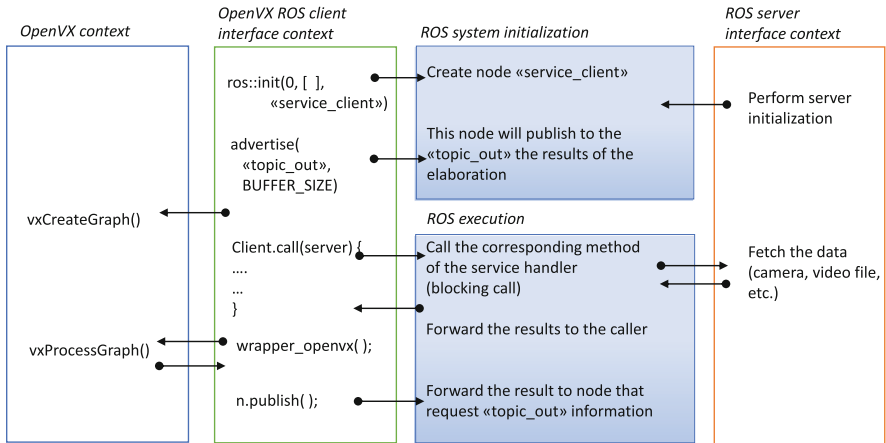 OpenVX context
OpenVX ROS client
interface context
ROS system initialization
ROS server
interface context
ros::init(0, [ ],
«service_client»)
Create node «service_client»
Perform server
initialization
advertise(
«topic_out»,
BUFFER_SIZE)
This node will publish to the
«topic_out» the results of the
elaboration
vxCreateGraph()
ROS execution
Client.call(server) {
....
...
}
Call the corresponding method
of the service handler
(blocking call)
Fetch the data
(camera, video file,
etc.)
Forward the results to the caller
vxProcessGraph()
wrapper_openvx( );
n.publish( );
Forward the result to node that
request «topic_out» information